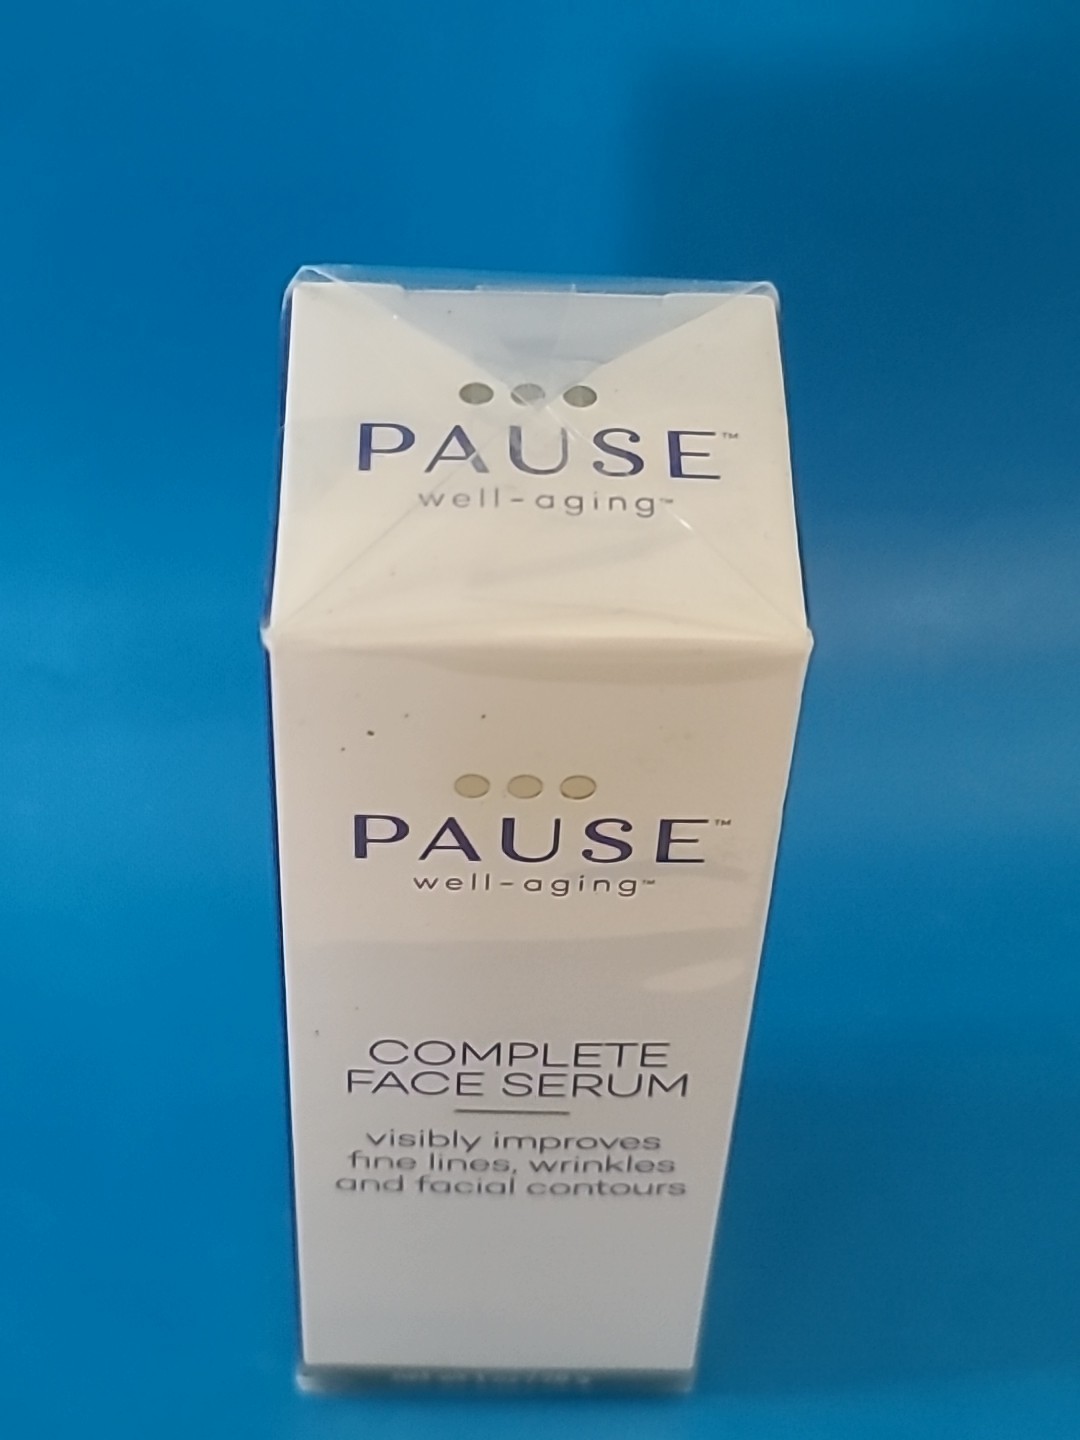 PAUSE™
well-aging™
PAUSE™
well-aging™
COMPLETE
FACE SERUM
visibly improves
fine lines, wrinkles
and facial contours